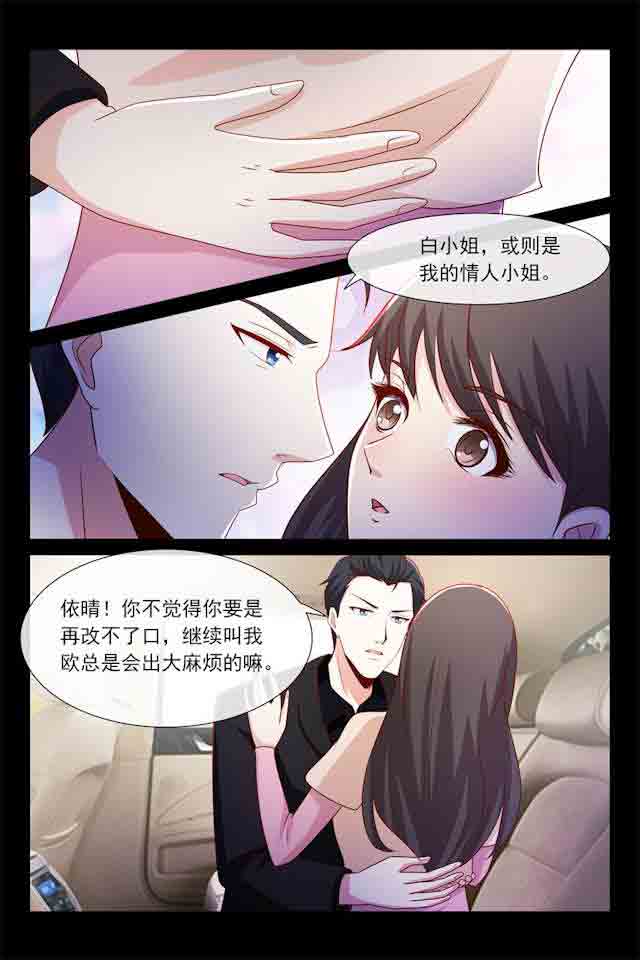 白小姐，或则是
我的情人小姐。
依晴！你不觉得你要是
再改不了口，继续叫我
欧总是会出大麻烦的嘛。